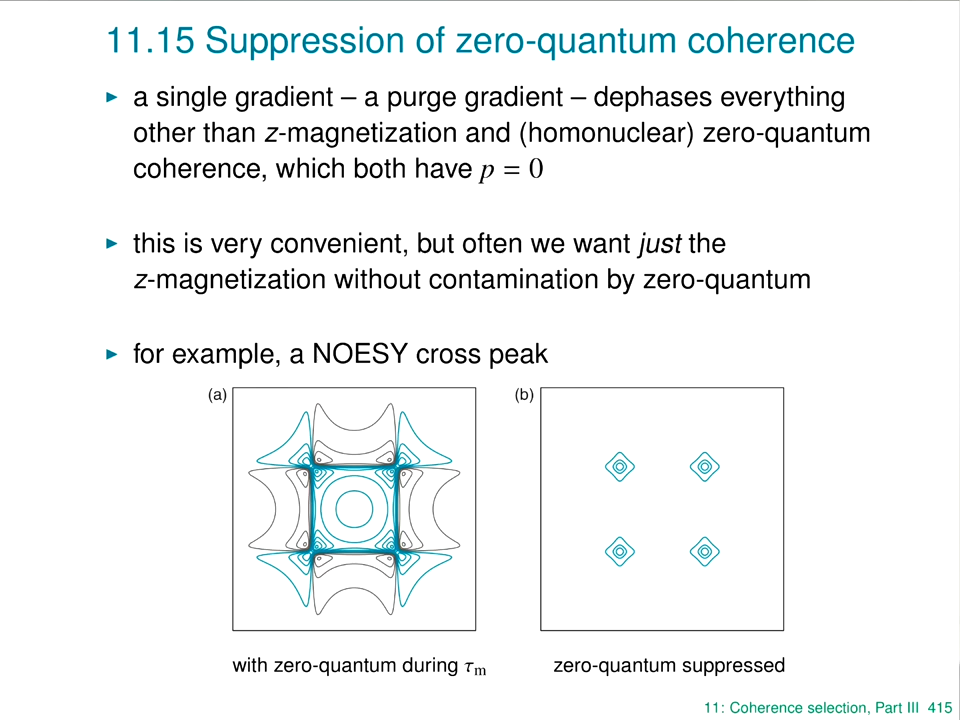 11.15 Suppression of zero-quantum coherence
▶ a single gradient – a purge gradient – dephases everything
other than z-magnetization and (homonuclear) zero-quantum
coherence, which both have p = 0
▶ this is very convenient, but often we want just the
z-magnetization without contamination by zero-quantum
▶ for example, a NOESY cross peak
(a) (b)
with zero-quantum during τm zero-quantum suppressed
11: Coherence selection, Part III 415